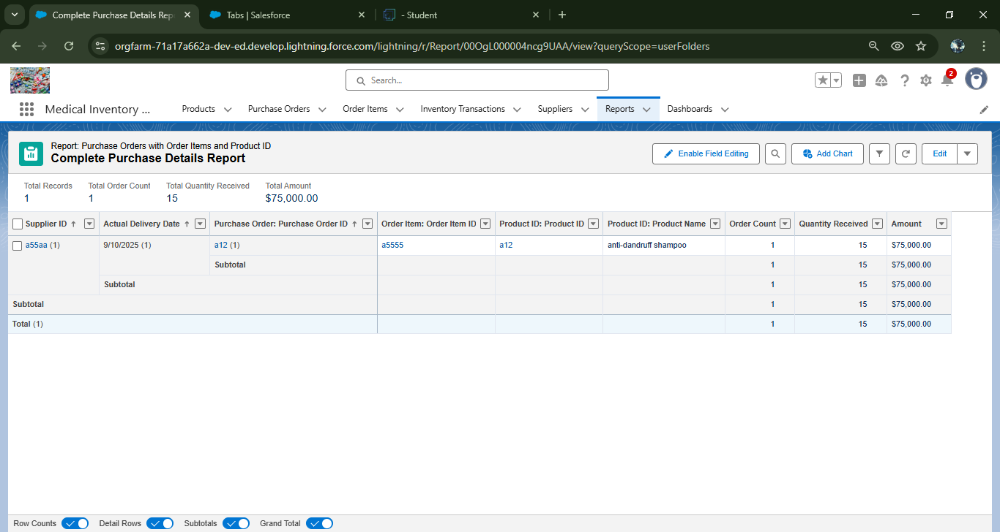 Complete Purchase Details Rep
Tabs | Salesforce
- Student
orgfarm-71a17a662a-dev-ed.develop.lightning.force.com/lightning/r/Report/00OgL000004ncg9UAA/view?queryScope=userFolders
Search...
2
Medical Inventory ...
Products
Purchase Orders
Order Items
Inventory Transactions
Suppliers
Reports
Dashboards
Report: Purchase Orders with Order Items and Product ID
Complete Purchase Details Report
Enable Field Editing
Add Chart
Edit
Total Records Total Order Count Total Quantity Received Total Amount
1 1 15 $75,000.00
Supplier ID ↑ Actual Delivery Date ↑ Purchase Order: Purchase Order ID ↑ Order Item: Order Item ID Product ID: Product ID Product ID: Product Name Order Count Quantity Received Amount
a55aa (1) 9/10/2025 (1) a12 (1) a5555 a12 anti-dandruff shampoo 1 15 $75,000.00
Subtotal 1 15 $75,000.00
Subtotal 1 15 $75,000.00
Subtotal 1 15 $75,000.00
Total (1) 1 15 $75,000.00
Row Counts Detail Rows Subtotals Grand Total